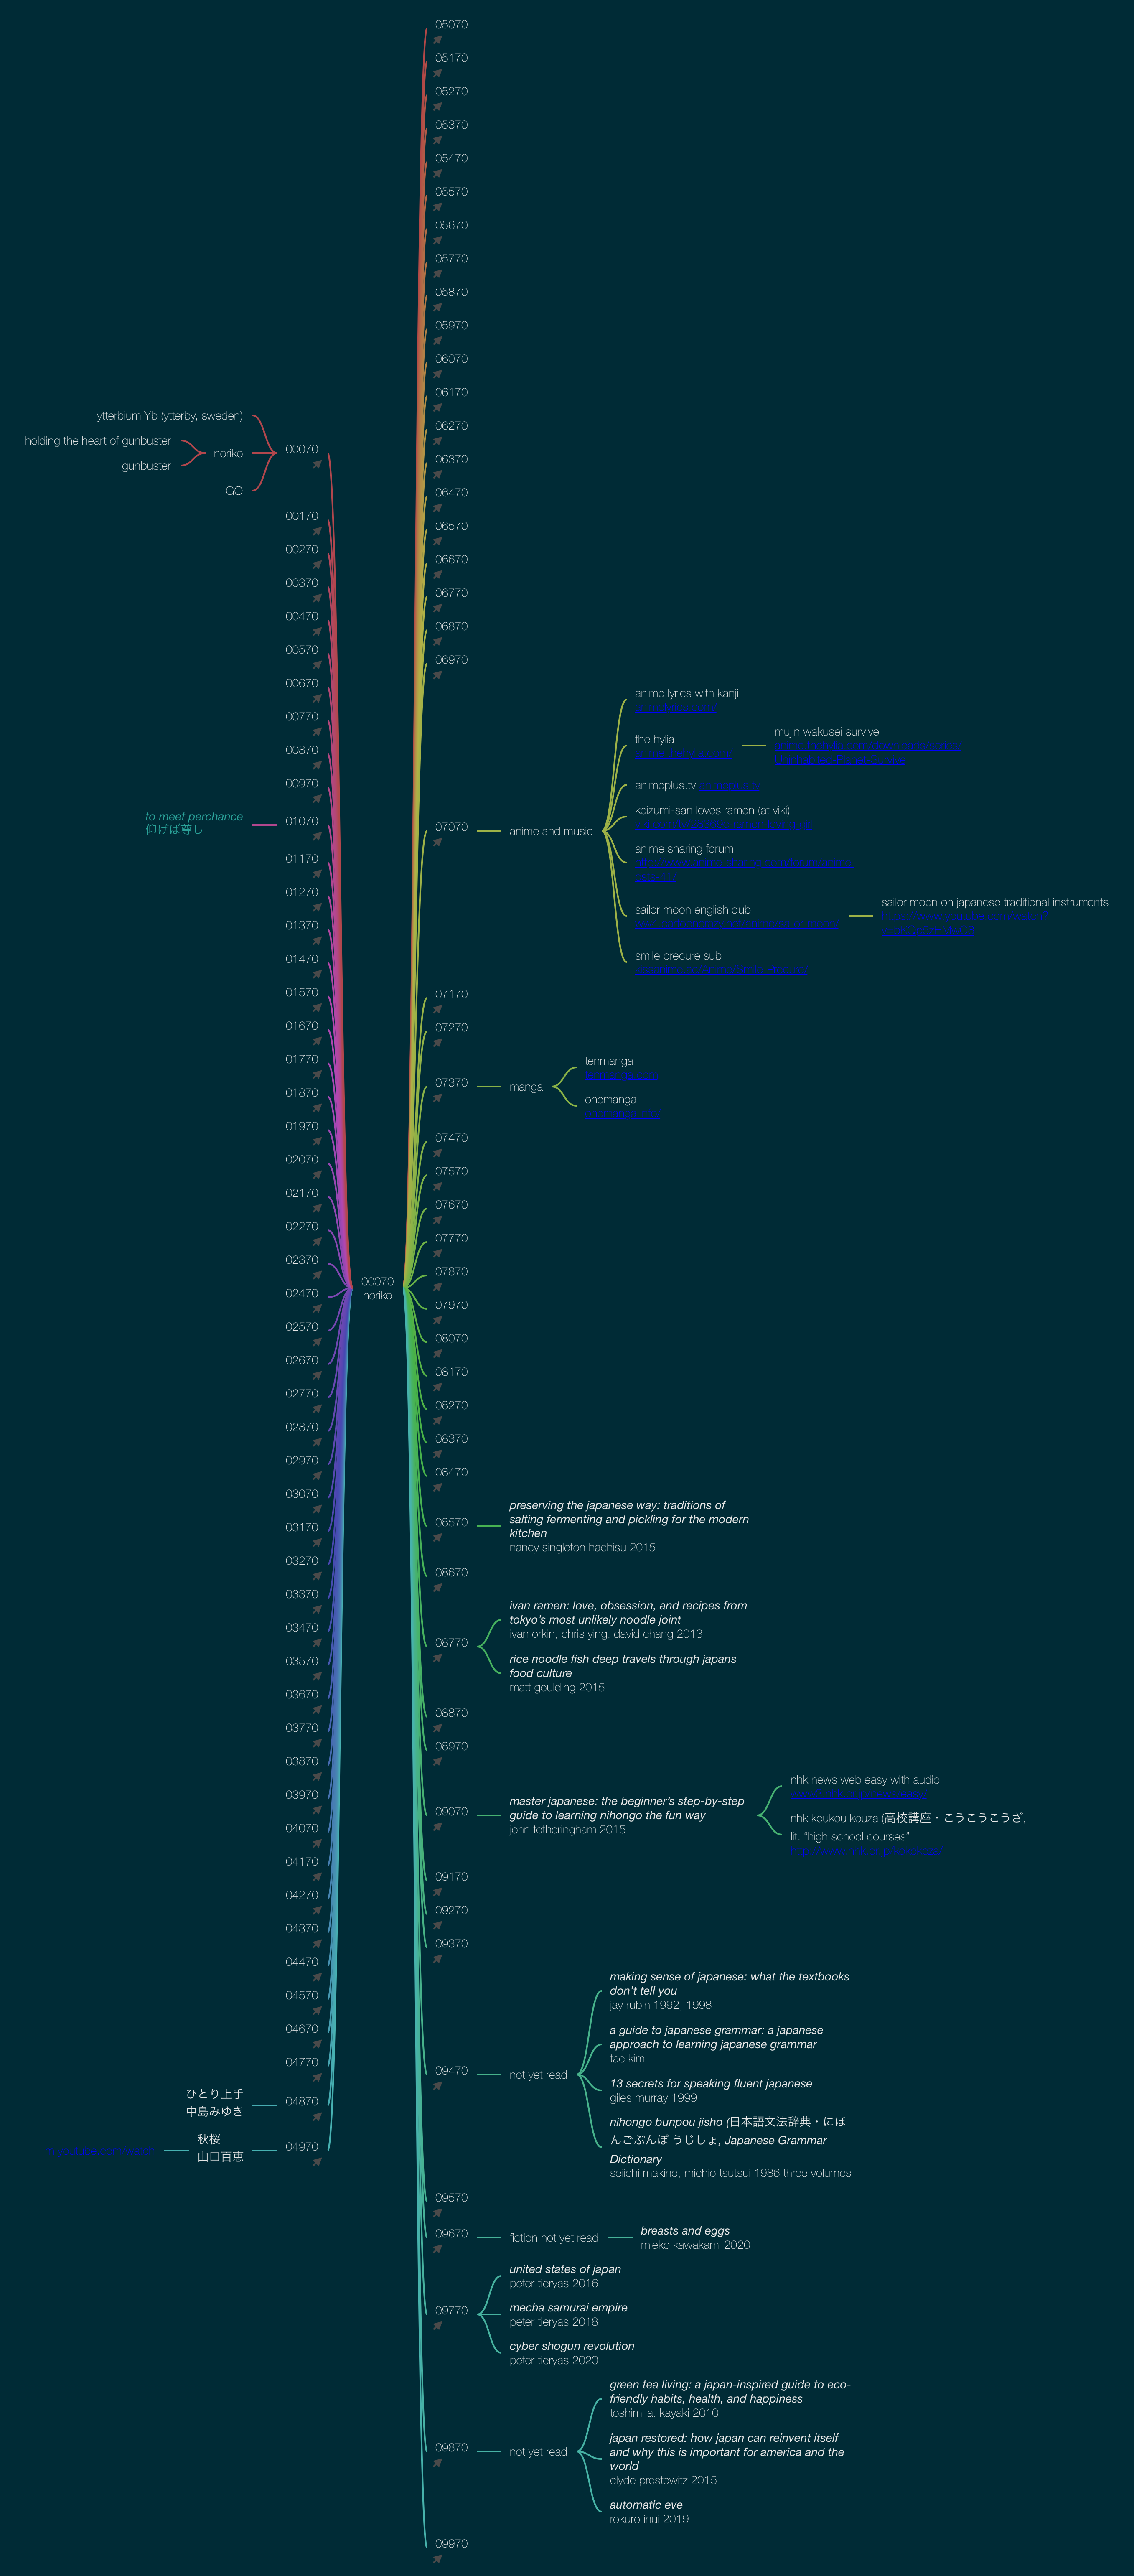 ytterbium Yb (ytterby, sweden)
holding the heart of gunbuster
gunbuster
noriko
GO
00070
00170
00270
00370
00470
00570
00670
00770
00870
00970
to meet perchance
仰げば尊し
01070
01170
01270
01370
01470
01570
01670
01770
01870
01970
02070
02170
02270
02370
02470
02570
02670
02770
02870
02970
03070
03170
03270
03370
03470
03570
03670
03770
03870
03970
04070
04170
04270
04370
04470
04570
04670
04770
ひとり上手
中島みゆき
04870
秋桜
山口百恵
04970
00070
noriko
05070
05170
05270
05370
05470
05570
05670
05770
05870
05970
06070
06170
06270
06370
06470
06570
06670
06770
06870
06970
07070
anime and music
anime lyrics with kanji
the hylia
mujin wakusei survive
animeplus.tv
koizumi-san loves ramen (at viki)
anime sharing forum
sailor moon english dub
sailor moon on japanese traditional instruments
smile precure sub
07170
07270
07370
manga
tenmanga
onemanga
07470
07570
07670
07770
07870
07970
08070
08170
08270
08370
08470
08570
preserving the japanese way: traditions of
salting fermenting and pickling for the modern
kitchen
nancy singleton hachisu 2015
08670
08770
ivan ramen: love, obsession, and recipes from
tokyo's most unlikely noodle joint
ivan orkin, chris ying, david chang 2013
rice noodle fish deep travels through japans
food culture
matt goulding 2015
08870
08970
09070
master japanese: the beginner's step-by-step
guide to learning nihongo the fun way
john fotheringham 2015
nhk news web easy with audio
nhk koukou kouza (高校講座・こうこうこうざ,
lit. "high school courses"
09170
09270
09370
09470
not yet read
making sense of japanese: what the textbooks
don't tell you
jay rubin 1992, 1998
a guide to japanese grammar: a japanese
approach to learning japanese grammar
tae kim
13 secrets for speaking fluent japanese
giles murray 1999
nihongo bunpou jisho (日本語文法辞典・にほ
んごぶんぽ うじしょ, Japanese Grammar
Dictionary
seiichi makino, michio tsutsui 1986 three volumes
09570
09670
fiction not yet read
breasts and eggs
mieko kawakami 2020
09770
united states of japan
peter tieryas 2016
mecha samurai empire
peter tieryas 2018
cyber shogun revolution
peter tieryas 2020
09870
not yet read
green tea living: a japan-inspired guide to eco-
friendly habits, health, and happiness
toshimi a. kayaki 2010
japan restored: how japan can reinvent itself
and why this is important for america and the
world
clyde prestowitz 2015
automatic eve
rokuro inui 2019
09970